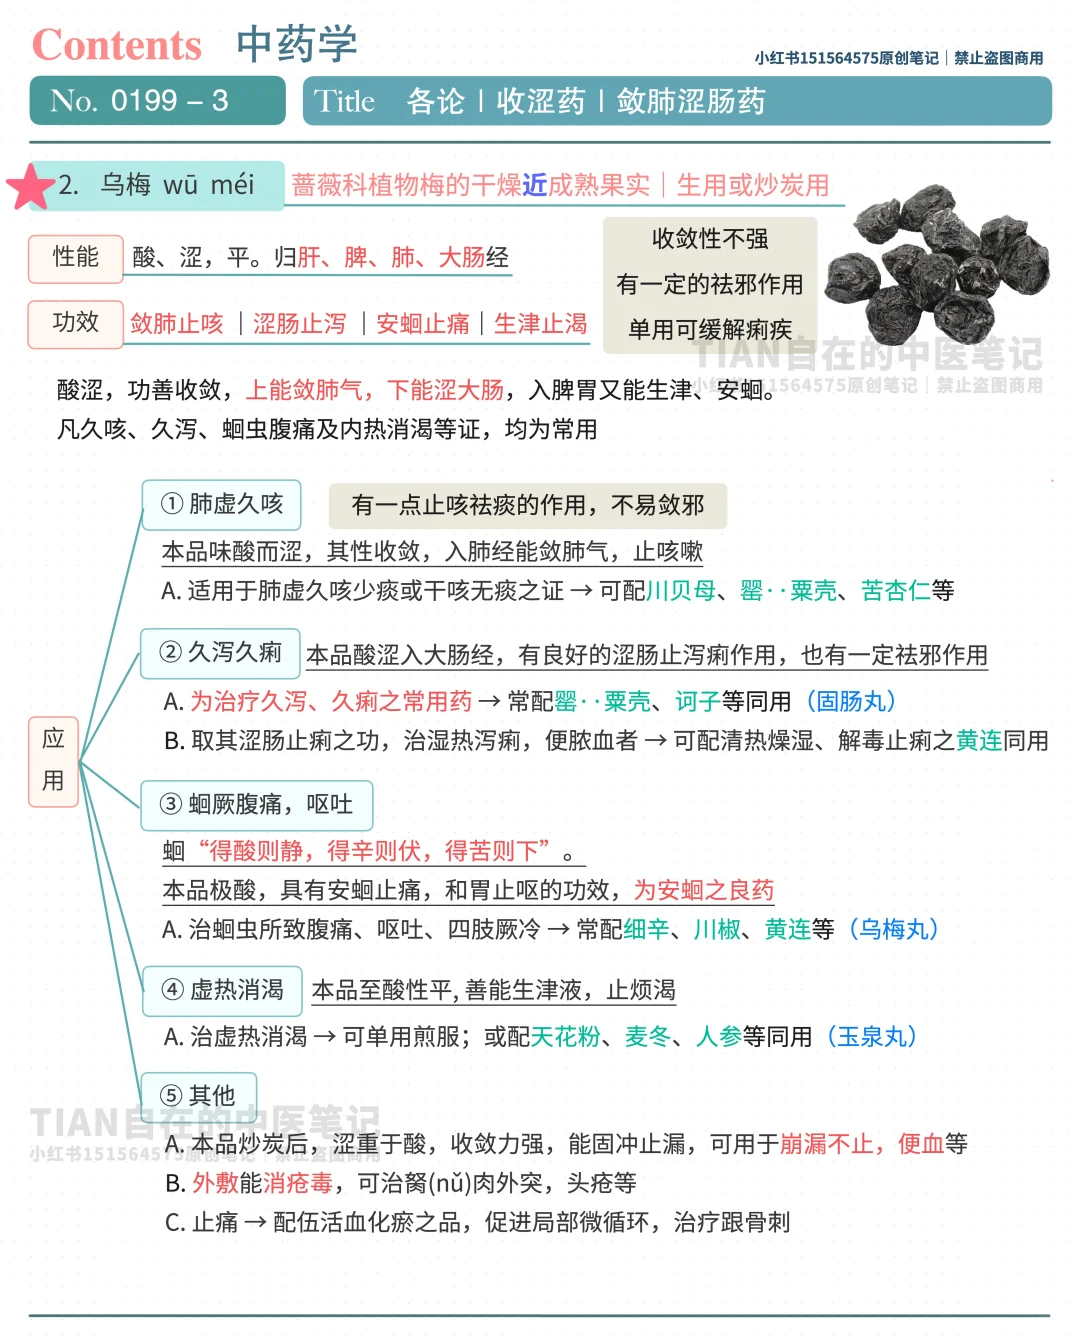 Contents 中药学
小红书151564575原创笔记｜禁止盗图商用
No. 0199 – 3
Title 各论丨收涩药丨敛肺涩肠药
2. 乌梅 wū méi 蔷薇科植物梅的干燥近成熟果实｜生用或炒炭用
性能 酸、涩，平。归肝、脾、肺、大肠经
功效 敛肺止咳｜涩肠止泻｜安蛔止痛｜生津止渴
收敛性不强
有一定的祛邪作用
单用可缓解痢疾
TIAN自在的中医笔记
小红书151564575原创笔记｜禁止盗图商用
酸涩，功善收敛，上能敛肺气，下能涩大肠，入脾胃又能生津、安蛔。
凡久咳、久泻、蛔虫腹痛及内热消渴等证，均为常用
应用
① 肺虚久咳 有一点止咳祛痰的作用，不易敛邪
本品味酸而涩，其性收敛，入肺经能敛肺气，止咳嗽
A. 适用于肺虚久咳少痰或干咳无痰之证 → 可配川贝母、罂··粟壳、苦杏仁等
② 久泻久痢 本品酸涩入大肠经，有良好的涩肠止泻痢作用，也有一定祛邪作用
A. 为治疗久泻、久痢之常用药 → 常配罂··粟壳、诃子等同用（固肠丸）
B. 取其涩肠止痢之功，治湿热泻痢，便脓血者 → 可配清热燥湿、解毒止痢之黄连同用
③ 蛔厥腹痛，呕吐
蛔“得酸则静，得辛则伏，得苦则下”。
本品极酸，具有安蛔止痛，和胃止呕的功效，为安蛔之良药
A. 治蛔虫所致腹痛、呕吐、四肢厥冷 → 常配细辛、川椒、黄连等（乌梅丸）
④ 虚热消渴 本品至酸性平, 善能生津液，止烦渴
A. 治虚热消渴 → 可单用煎服；或配天花粉、麦冬、人参等同用（玉泉丸）
⑤ 其他
TIAN自在的中医笔记
小红书151564575原创笔记｜禁止盗图商用
A. 本品炒炭后，涩重于酸，收敛力强，能固冲止漏，可用于崩漏不止，便血等
B. 外敷能消疮毒，可治胬(nǔ)肉外突，头疮等
C. 止痛 → 配伍活血化瘀之品，促进局部微循环，治疗跟骨刺